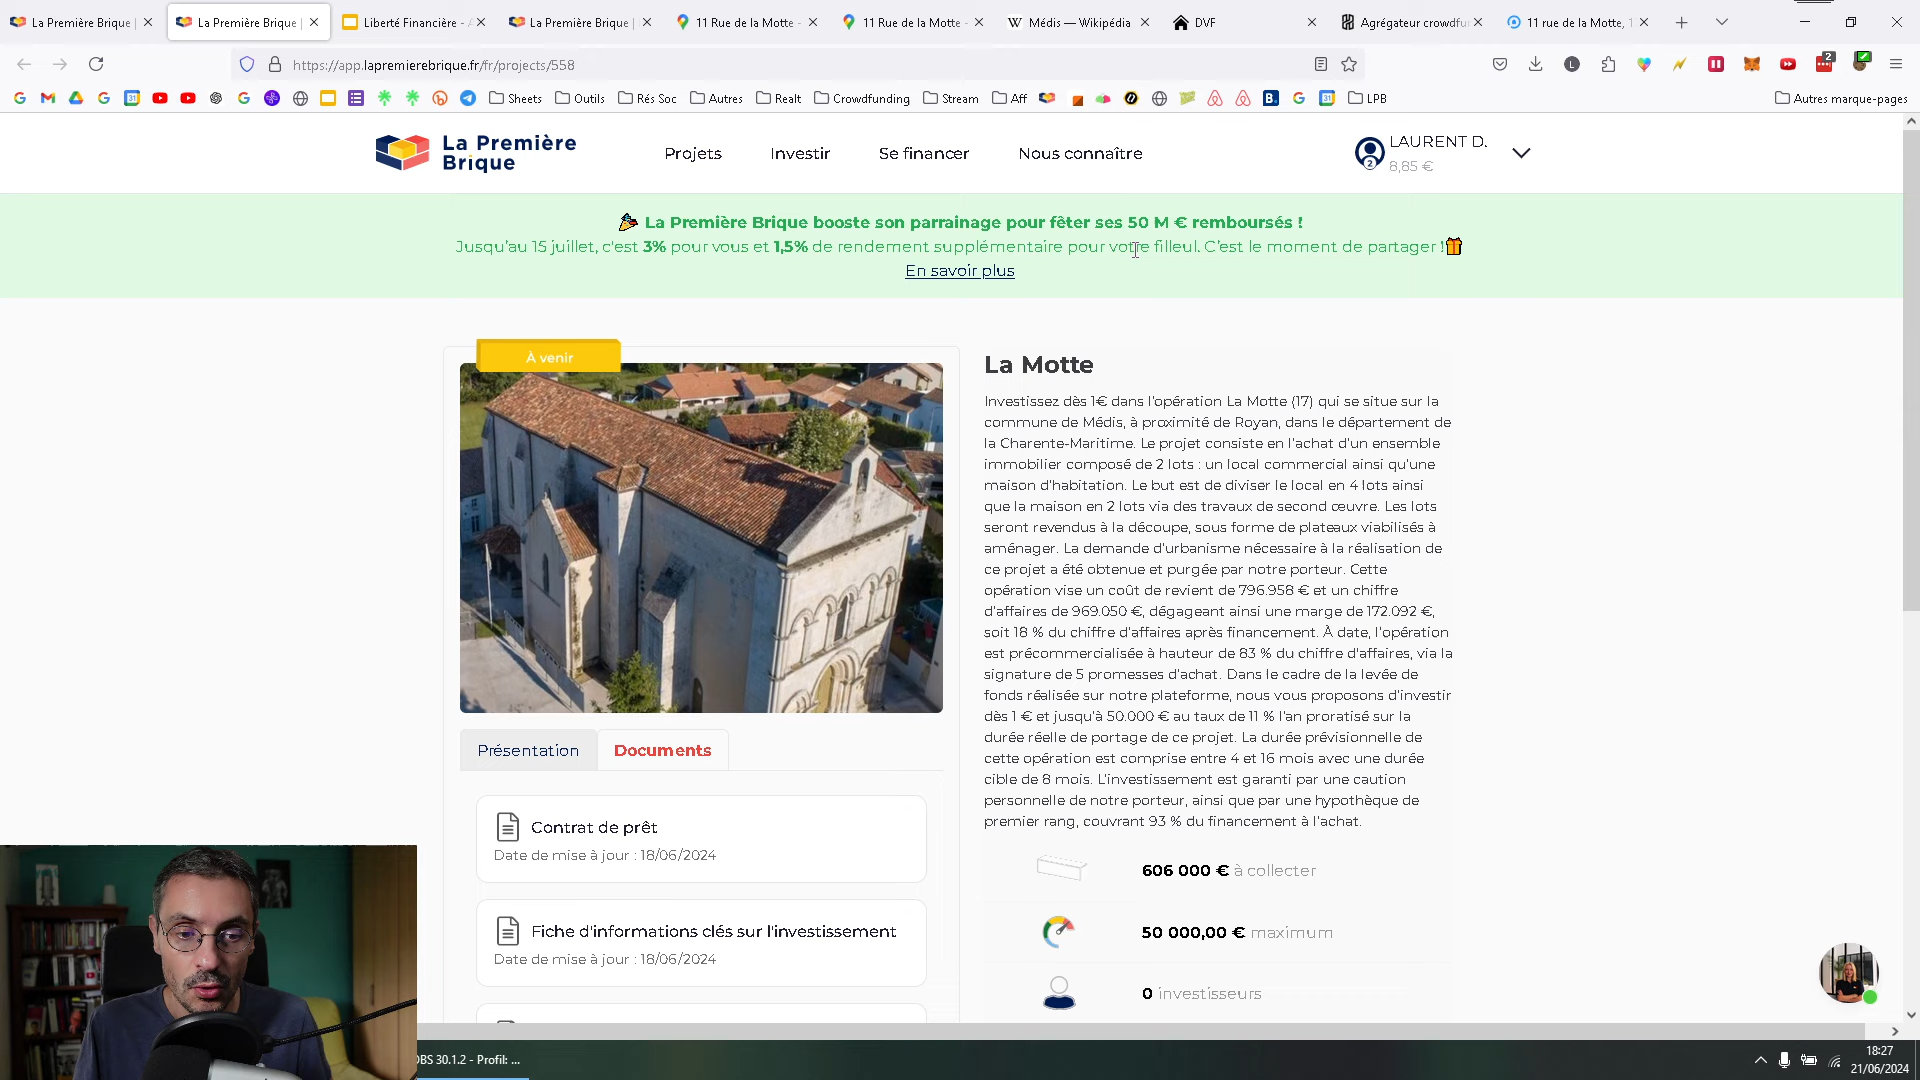 La Première Brique |
La Première Brique |
Liberté Financière - A
La Première Brique |
11 Rue de la Motte -
11 Rue de la Motte -
Médis — Wikipédia
DVF
Agrégateur crowdfu
11 rue de la Motte, 1
https://app.lapremierebrique.fr/fr/projects/558
2
Sheets
Outils
Rés Soc
Autres
Realt
Crowdfunding
Stream
Aff
LPB
Autres marque-pages
La Première
Brique
Projets
Investir
Se financer
Nous connaître
2
LAURENT D.
8,85 €
La Première Brique booste son parrainage pour fêter ses 50 M € remboursés !
Jusqu'au 15 juillet, c'est 3% pour vous et 1,5% de rendement supplémentaire pour votre filleul. C'est le moment de partager !
En savoir plus
À venir
Présentation
Documents
Contrat de prêt
Date de mise à jour : 18/06/2024
Fiche d'informations clés sur l'investissement
Date de mise à jour : 18/06/2024
La Motte
Investissez dès 1€ dans l'opération La Motte (17) qui se situe sur la
commune de Médis, à proximité de Royan, dans le département de
la Charente-Maritime. Le projet consiste en l'achat d'un ensemble
immobilier composé de 2 lots : un local commercial ainsi qu'une
maison d'habitation. Le but est de diviser le local en 4 lots ainsi
que la maison en 2 lots via des travaux de second œuvre. Les lots
seront revendus à la découpe, sous forme de plateaux viabilisés à
aménager. La demande d'urbanisme nécessaire à la réalisation de
ce projet a été obtenue et purgée par notre porteur. Cette
opération vise un coût de revient de 796.958 € et un chiffre
d'affaires de 969.050 €, dégageant ainsi une marge de 172.092 €,
soit 18 % du chiffre d'affaires après financement. À date, l'opération
est précommercialisée à hauteur de 83 % du chiffre d'affaires, via la
signature de 5 promesses d'achat. Dans le cadre de la levée de
fonds réalisée sur notre plateforme, nous vous proposons d'investir
dès 1 € et jusqu'à 50.000 € au taux de 11 % l'an proratisé sur la
durée réelle de portage de ce projet. La durée prévisionnelle de
cette opération est comprise entre 4 et 16 mois avec une durée
cible de 8 mois. L'investissement est garanti par une caution
personnelle de notre porteur, ainsi que par une hypothèque de
premier rang, couvrant 93 % du financement à l'achat.
606 000 € à collecter
50 000,00 € maximum
0 investisseurs
OBS 30.1.2 - Profil: ...
18:27
21/06/2024